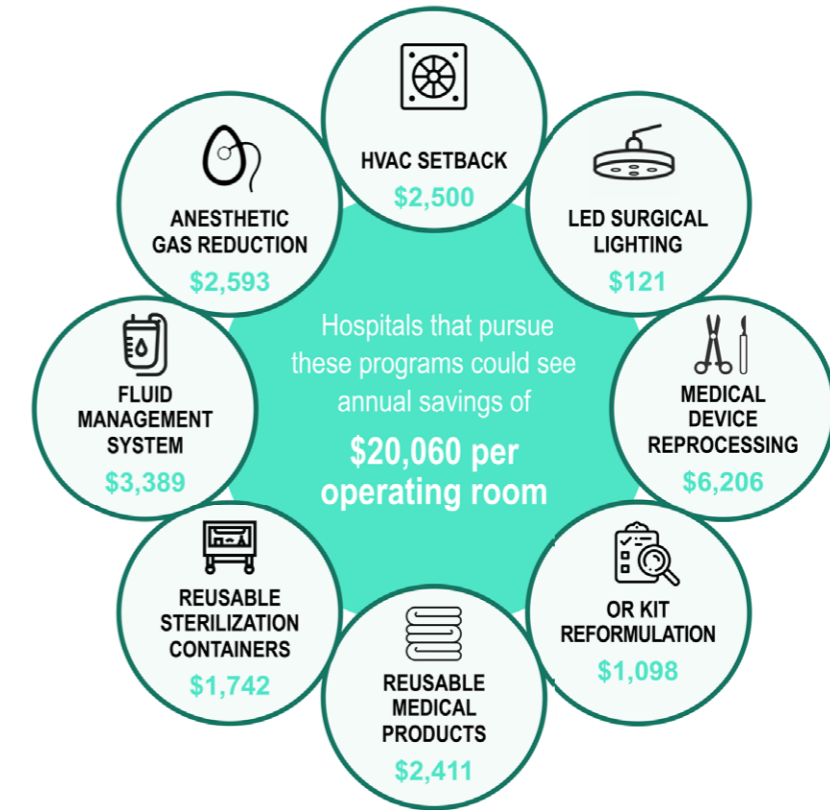 HVAC SETBACK
$2,500
LED SURGICAL
LIGHTING
$121
MEDICAL
DEVICE
REPROCESSING
$6,206
OR KIT
REFORMULATION
$1,098
REUSABLE
MEDICAL
PRODUCTS
$2,411
REUSABLE
STERILIZATION
CONTAINERS
$1,742
FLUID
MANAGEMENT
SYSTEM
$3,389
ANESTHETIC
GAS REDUCTION
$2,593
Hospitals that pursue
these programs could see
annual savings of
$20,060 per
operating room